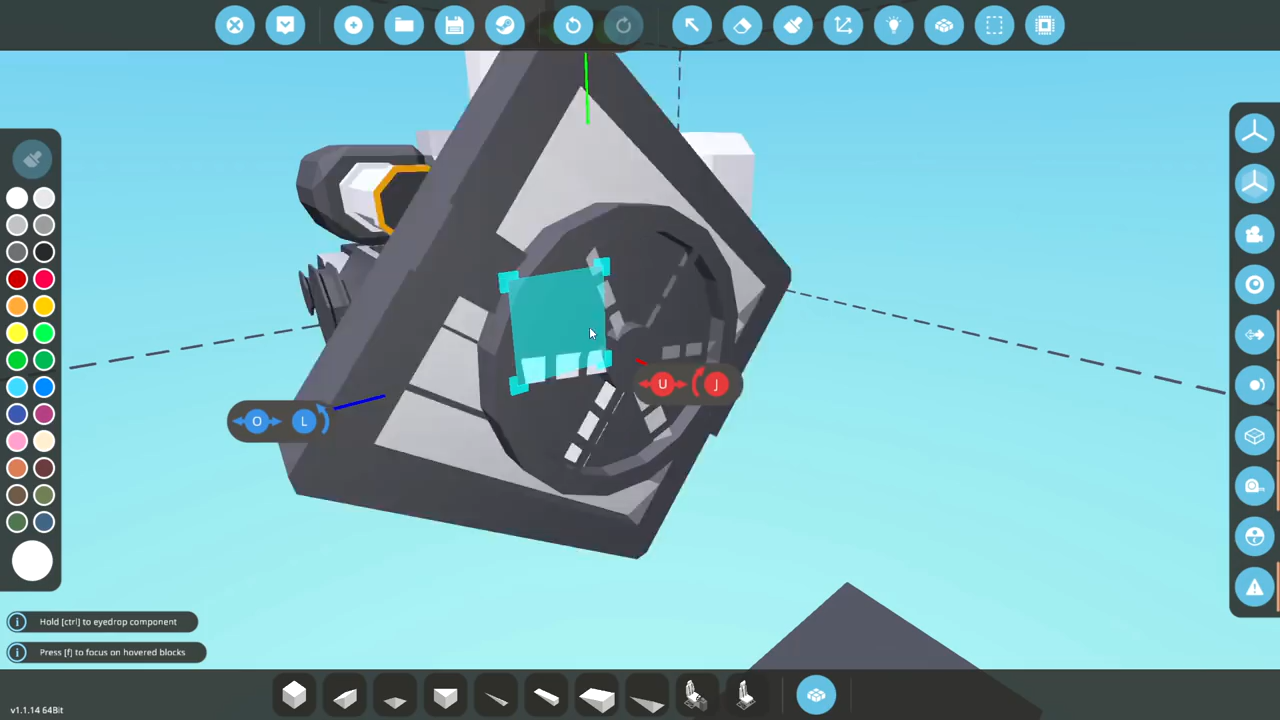 U
J
O
L
Hold [ctrl] to eyedrop component
Press [f] to focus on hovered blocks
v1.1.14 64Bit